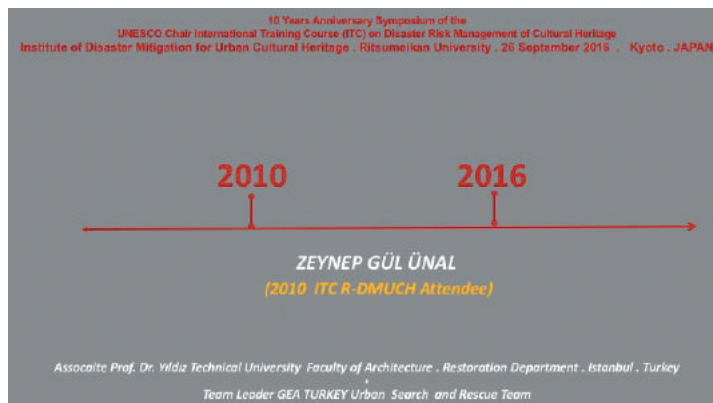 10 Years Anniversary Symposium of the
UNESCO Chair International Training Course (ITC) on Disaster Risk Management of Cultural Heritage
Institute of Disaster Mitigation for Urban Cultural Heritage . Ritsumeikan University . 26 September 2016 , Kyoto . JAPAN
2010 2016
ZEYNEP GÜL ÜNAL
(2010 ITC R-DMUCH Attendee)
Assocaite Prof. Dr. Yıldız Technical University Faculty of Architecture . Restoration Department . Istanbul . Turkey
.
Team Leader GEA TURKEY Urban Search and Rescue Team